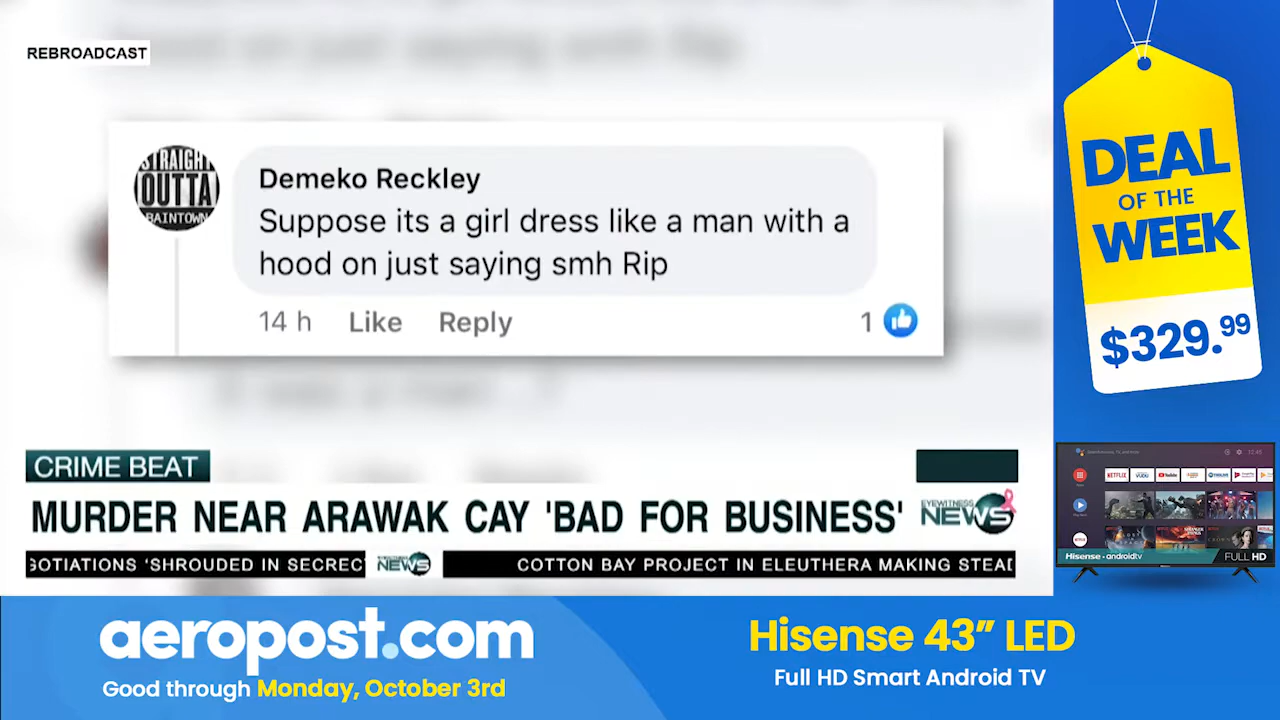 REBROADCAST
STRAIGHT
OUTTA
BAINTOWN
Demeko Reckley
Suppose its a girl dress like a man with a
hood on just saying smh Rip
14 h Like Reply 1
CRIME BEAT
MURDER NEAR ARAWAK CAY 'BAD FOR BUSINESS'
EYEWITNESS
NEWS
GOTIATIONS 'SHROUDED IN SECREC
NEWS
COTTON BAY PROJECT IN ELEUTHERA MAKING STEAD
DEAL
OF THE
WEEK
$329.99
NETFLIX
YouTube
Hisense · androidtv
FULL HD
aeropost.com
Good through Monday, October 3rd
Hisense 43” LED
Full HD Smart Android TV